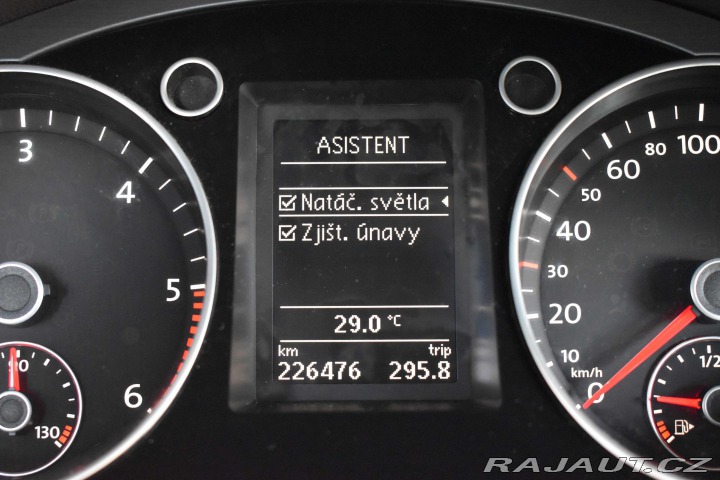 ASISTENT
Natáč. světla
Zjišt. únavy
29.0 °C
km trip
226476 295.8
3
4
5
6
90
130
0
10
20
30
40
50
60
80
100
km/h
1/2
RAJAUT.CZ